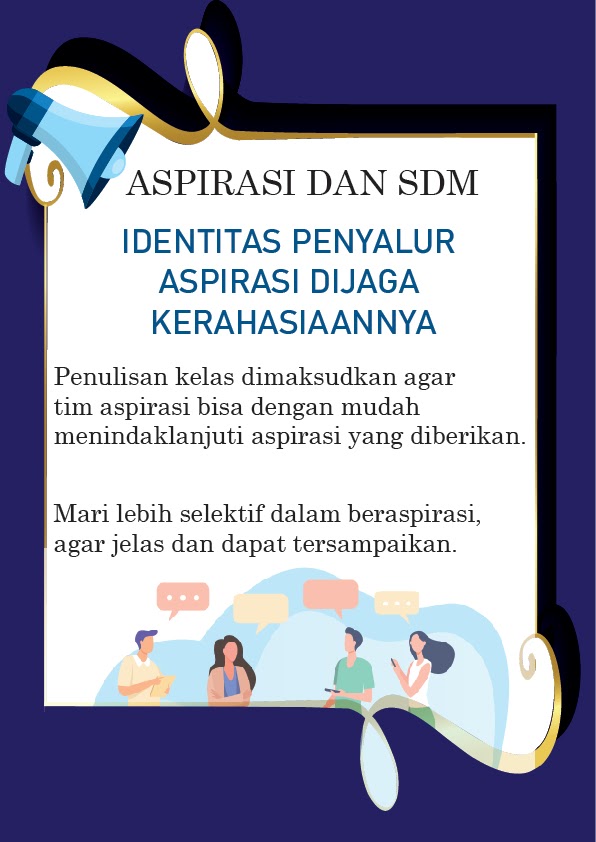 ASPIRASI DAN SDM
IDENTITAS PENYALUR
ASPIRASI DIJAGA
KERAHASIAANNYA
Penulisan kelas dimaksudkan agar
tim aspirasi bisa dengan mudah
menindaklanjuti aspirasi yang diberikan.
Mari lebih selektif dalam beraspirasi,
agar jelas dan dapat tersampaikan.